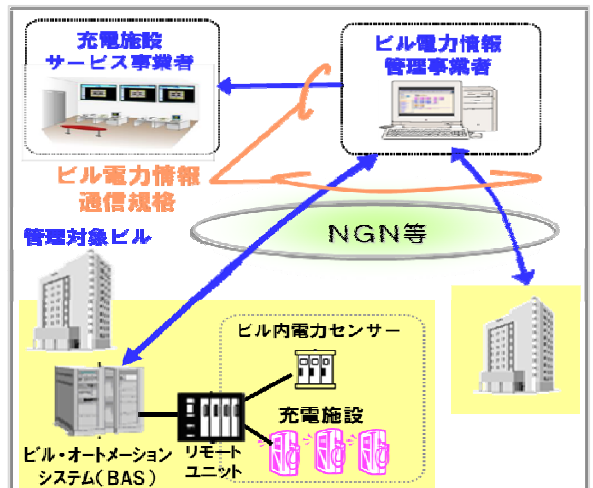 充電施設
サービス事業者
ビル電力情報
管理事業者
ビル電力情報
通信規格
管理対象ビル
NGN等
ビル内電力センサー
充電施設
ビル・オートメーション
システム(BAS)
リモート
ユニット